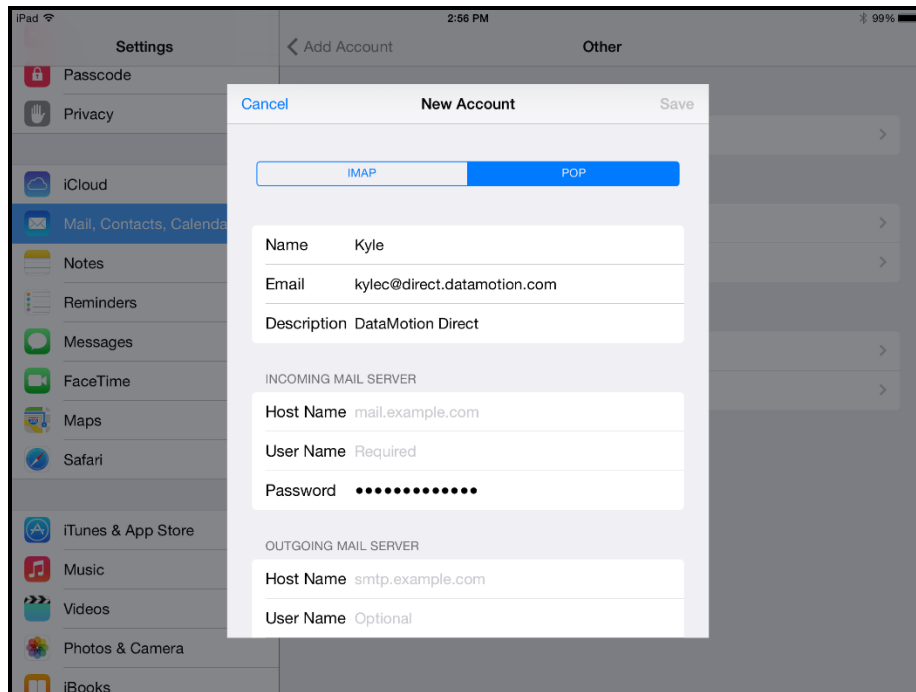 iPad 2:56 PM 99%
Settings
Add Account Other
Passcode
Privacy
iCloud
Mail, Contacts, Calenda
Notes
Reminders
Messages
FaceTime
Maps
Safari
iTunes & App Store
Music
Videos
Photos & Camera
iBooks
Cancel New Account Save
IMAP POP
Name Kyle
Email kylec@direct.datamotion.com
Description DataMotion Direct
INCOMING MAIL SERVER
Host Name mail.example.com
User Name Required
Password •••••••••••••
OUTGOING MAIL SERVER
Host Name smtp.example.com
User Name Optional